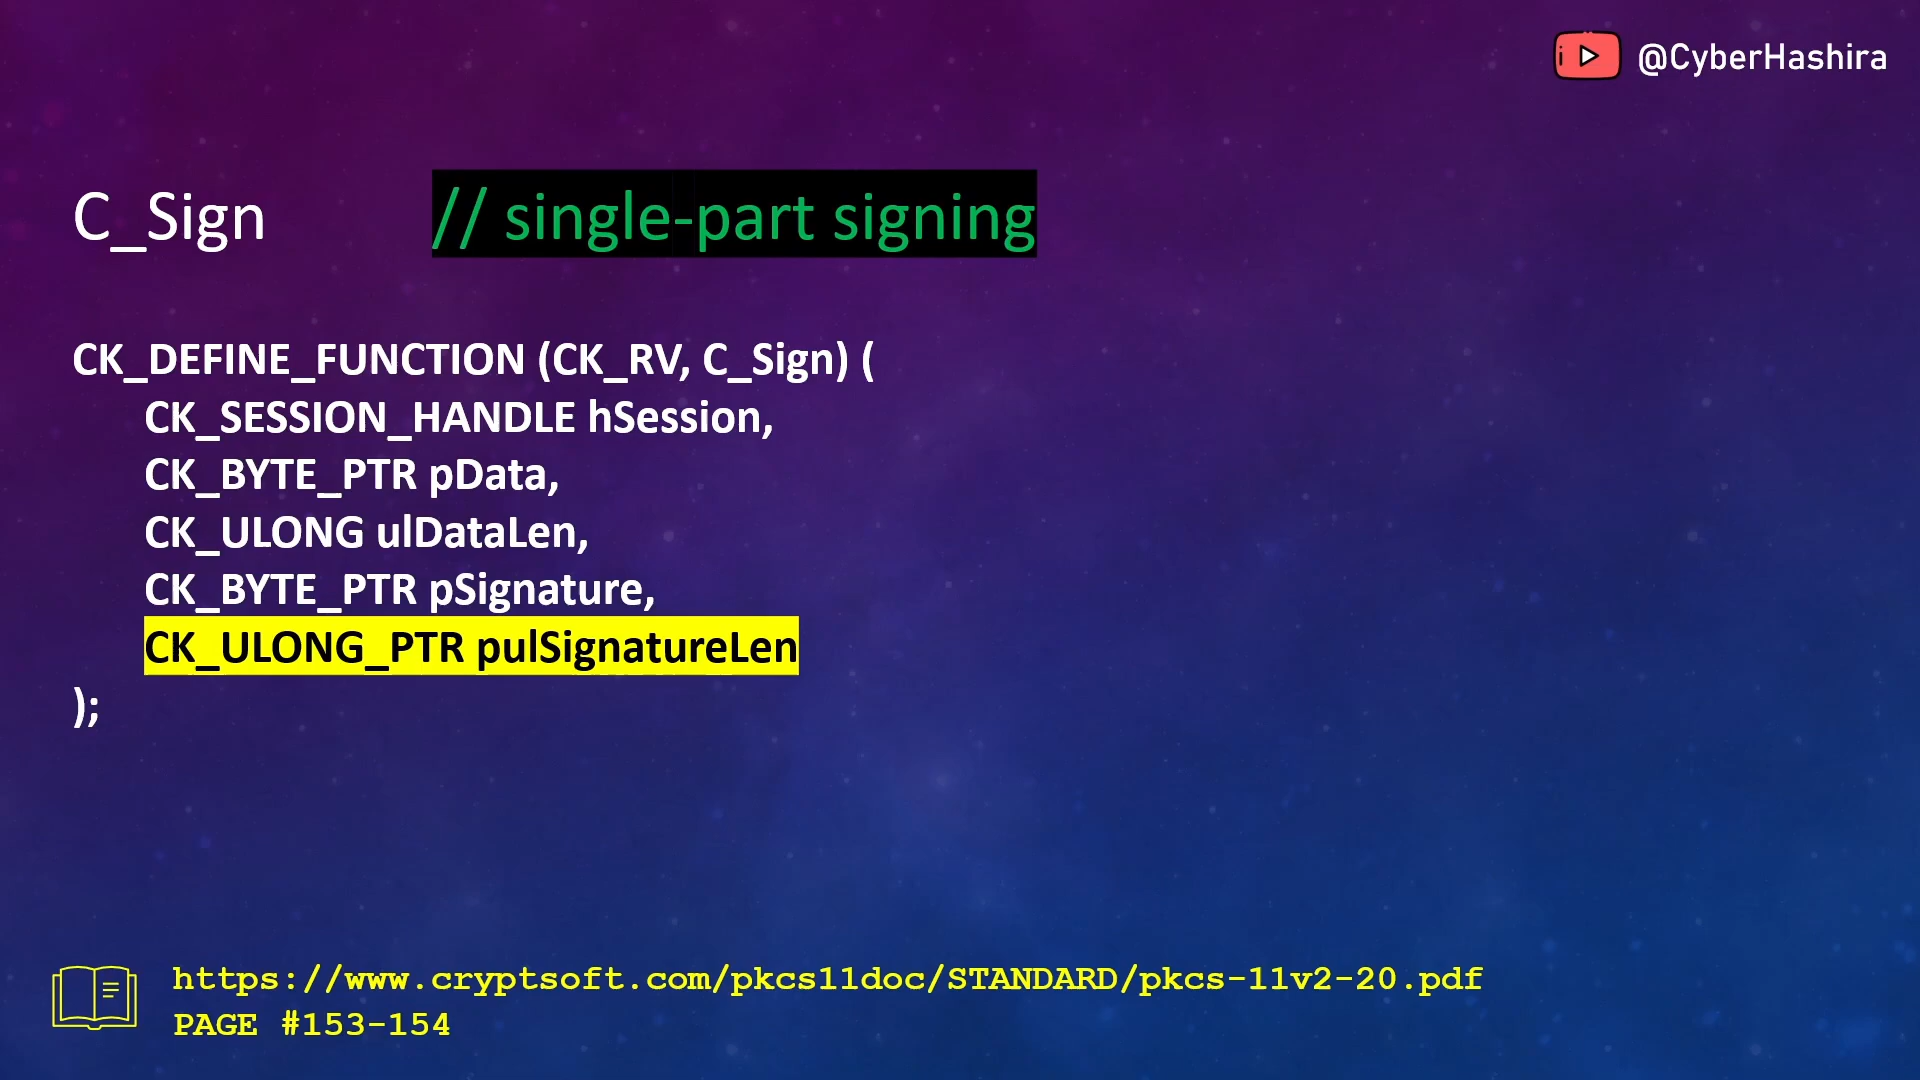 @CyberHashira
C_Sign // single-part signing
CK_DEFINE_FUNCTION (CK_RV, C_Sign) (
CK_SESSION_HANDLE hSession,
CK_BYTE_PTR pData,
CK_ULONG ulDataLen,
CK_BYTE_PTR pSignature,
CK_ULONG_PTR pulSignatureLen
);
https://www.cryptsoft.com/pkcs11doc/STANDARD/pkcs-11v2-20.pdf
PAGE #153-154